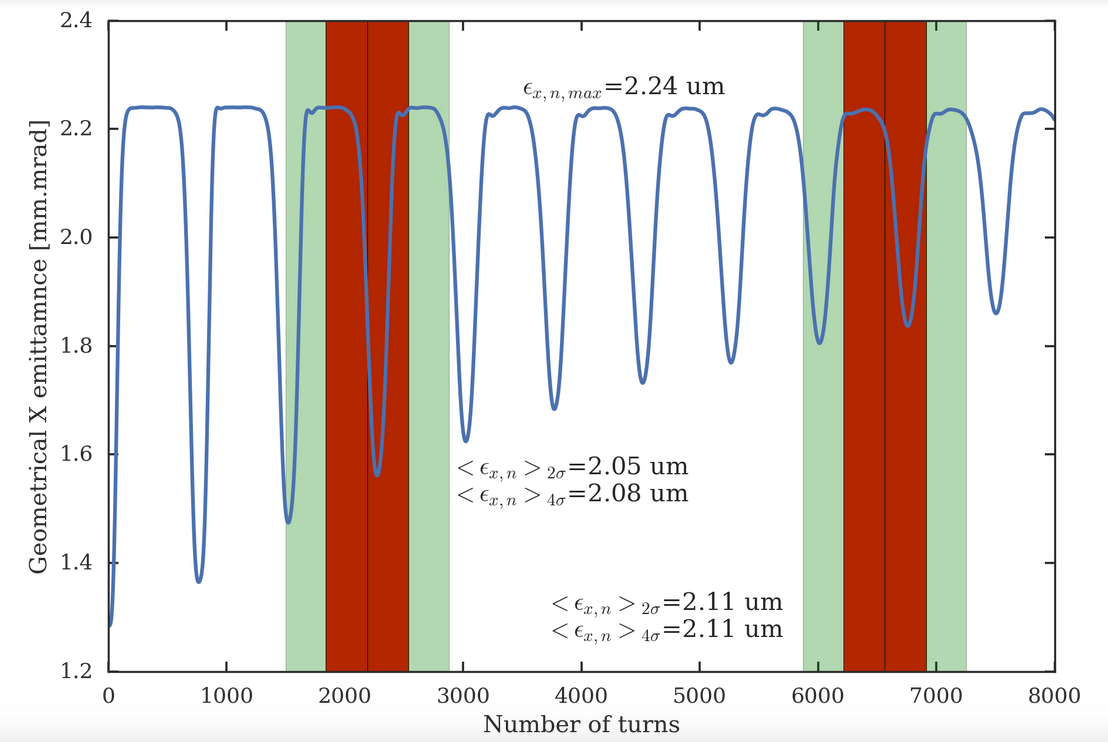 2.4
2.2
2.0
1.8
1.6
1.4
1.2
Geometrical X emittamnce [mm.mrad]
ϵx,n,max=2.24 um
<ϵx,n>2σ=2.05 um
<ϵx,n>4σ=2.08 um
<ϵx,n>2σ=2.11 um
<ϵx,n>4σ=2.11 um
0 1000 2000 3000 4000 5000 6000 7000 8000
Number of turns